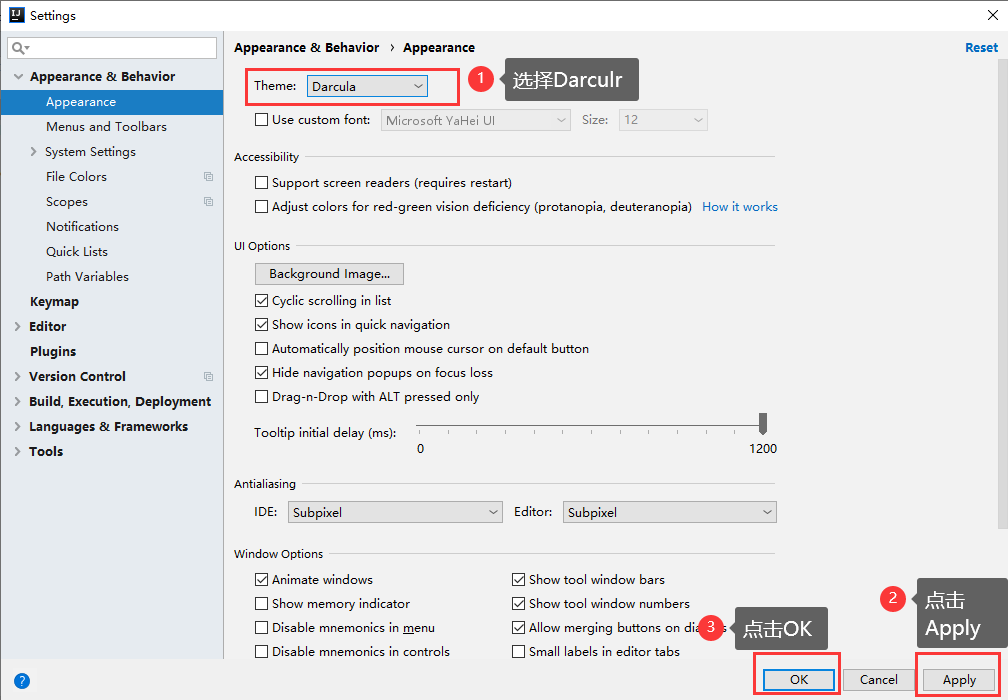 Settings
Appearance & Behavior › Appearance
Reset
Appearance & Behavior
Appearance
Menus and Toolbars
System Settings
File Colors
Scopes
Notifications
Quick Lists
Path Variables
Keymap
Editor
Plugins
Version Control
Build, Execution, Deployment
Languages & Frameworks
Tools
Theme: Darcula
1 选择Darculr
Use custom font: Microsoft YaHei UI Size: 12
Accessibility
Support screen readers (requires restart)
Adjust colors for red-green vision deficiency (protanopia, deuteranopia) How it works
UI Options
Background Image...
Cyclic scrolling in list
Show icons in quick navigation
Automatically position mouse cursor on default button
Hide navigation popups on focus loss
Drag-n-Drop with ALT pressed only
Tooltip initial delay (ms):
0 1200
Antialiasing
IDE: Subpixel Editor: Subpixel
Window Options
Animate windows Show tool window bars
Show memory indicator Show tool window numbers
Disable mnemonics in menu Allow merging buttons on
Disable mnemonics in controls Small labels in editor tabs
2 点击
Apply
3 点击OK
? OK Cancel Apply